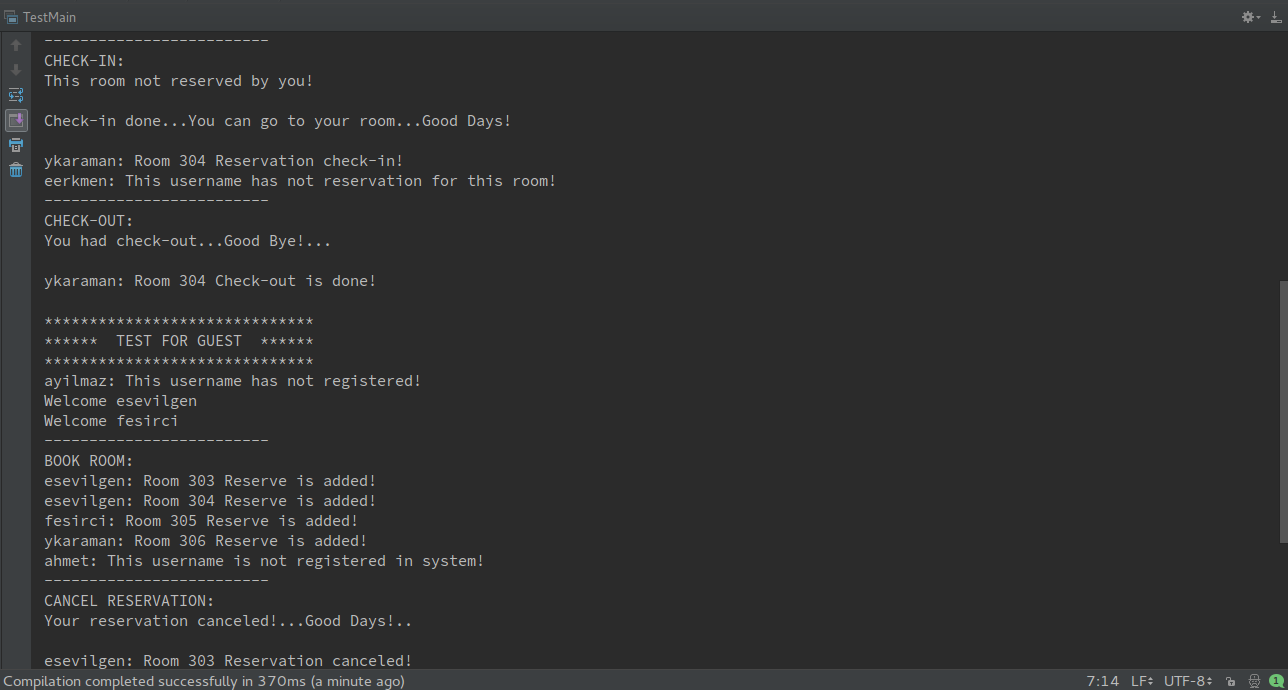 TestMain
-------------------------
CHECK-IN:
This room not reserved by you!
Check-in done...You can go to your room...Good Days!
ykaraman: Room 304 Reservation check-in!
eerkmen: This username has not reservation for this room!
-------------------------
CHECK-OUT:
You had check-out...Good Bye!...
ykaraman: Room 304 Check-out is done!
******************************
******  TEST FOR GUEST  ******
******************************
ayilmaz: This username has not registered!
Welcome esevilgen
Welcome fesirci
-------------------------
BOOK ROOM:
esevilgen: Room 303 Reserve is added!
esevilgen: Room 304 Reserve is added!
fesirci: Room 305 Reserve is added!
ykaraman: Room 306 Reserve is added!
ahmet: This username is not registered in system!
-------------------------
CANCEL RESERVATION:
Your reservation canceled!...Good Days!..
esevilgen: Room 303 Reservation canceled!
Compilation completed successfully in 370ms (a minute ago) 7:14 LF UTF-8 1